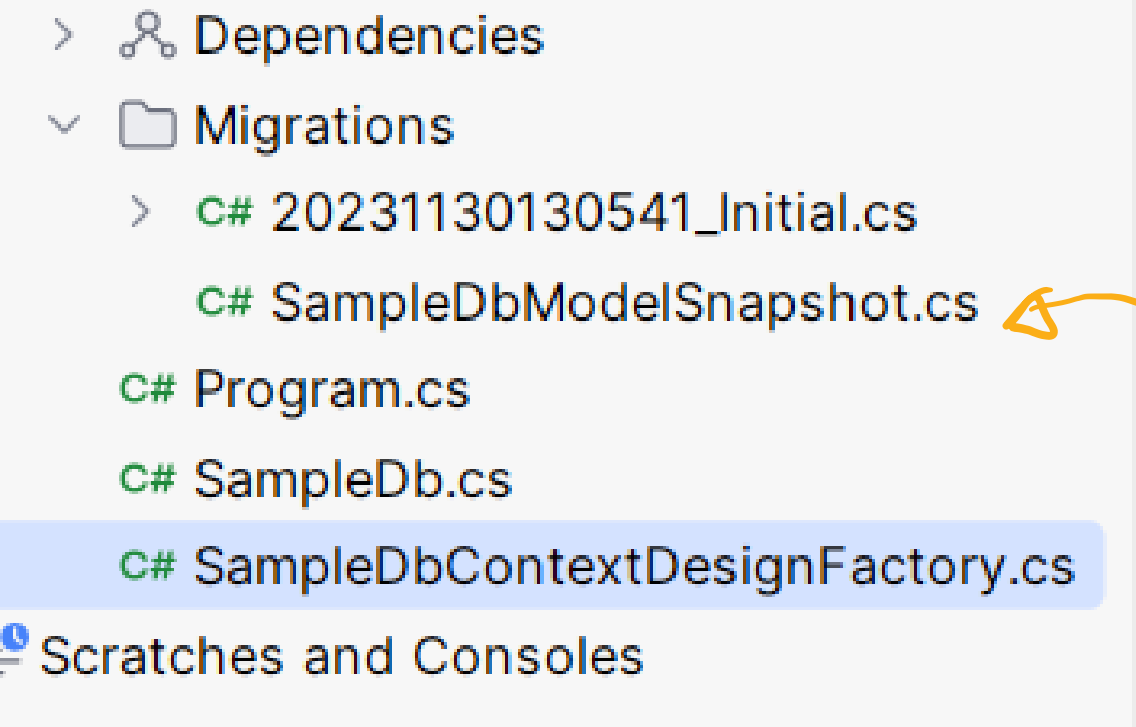 Dependencies
Migrations
C# 20231130130541_Initial.cs
C# SampleDbModelSnapshot.cs
C# Program.cs
C# SampleDb.cs
C# SampleDbContextDesignFactory.cs
Scratches and Consoles